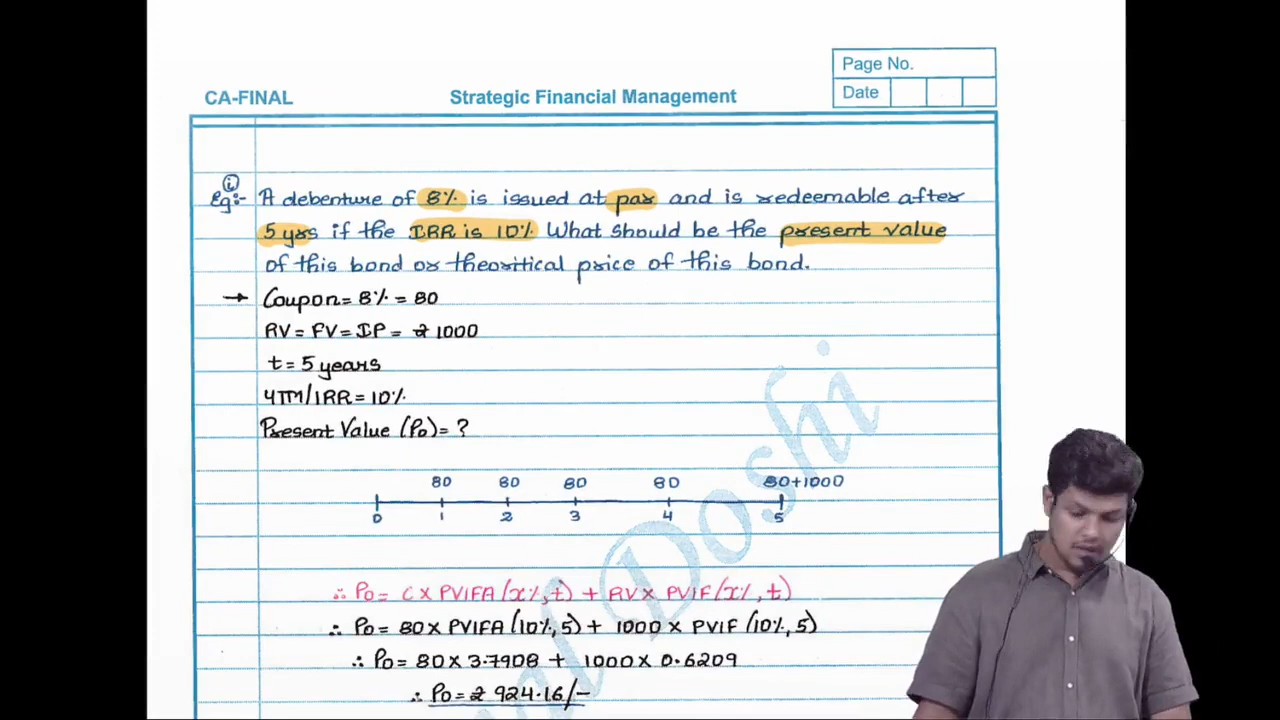 Page No.
CA-FINAL Strategic Financial Management Date
i
Eg:- A debenture of 8% is issued at par and is redeemable after
5 yrs if the IRR is 10% What should be the present value
of this bond or theoritical price of this bond.
→ Coupon = 8% = 80
RV = FV = IP = ₹ 1000
t = 5 years
YTM/IRR = 10%
Present Value (P0) = ?
80 80 80 80 80+1000
0 1 2 3 4 5
∴ P0 = C X PVIFA (x%, t) + RV X PVIF (x%, t)
∴ P0 = 80 X PVIFA (10%, 5) + 1000 X PVIF (10%, 5)
∴ P0 = 80 X 3.7908 + 1000 X 0.6209
∴ P0 = ₹ 924.16/-
Doshi